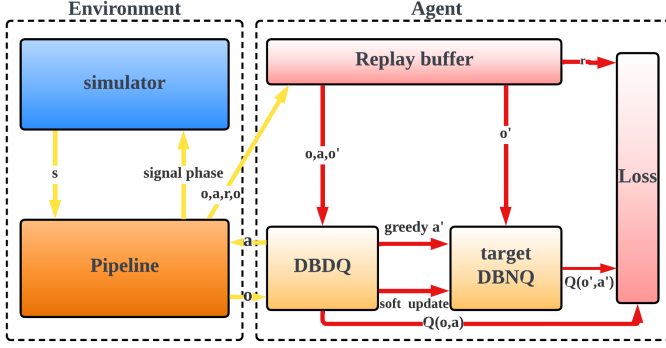 Environment
Agent
simulator
Replay buffer
r
s
signal phase
o,a,r,o'
o,a,o'
o'
Loss
Pipeline
a
o
DBDQ
greedy a'
soft update
target
DBNQ
Q(o',a')
Q(o,a)